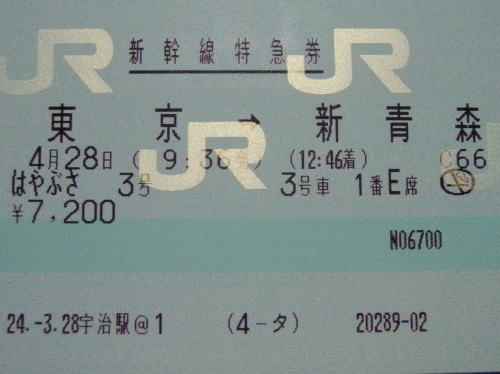 新幹線特急券
東京→新青森
4月28日(9:36発)(12:46着) C66
はやぶさ 3号 3号車 1番E席
¥7,200
N06700
24.-3.28宇治駅@1 (4-タ) 20289-02
JR JR JR